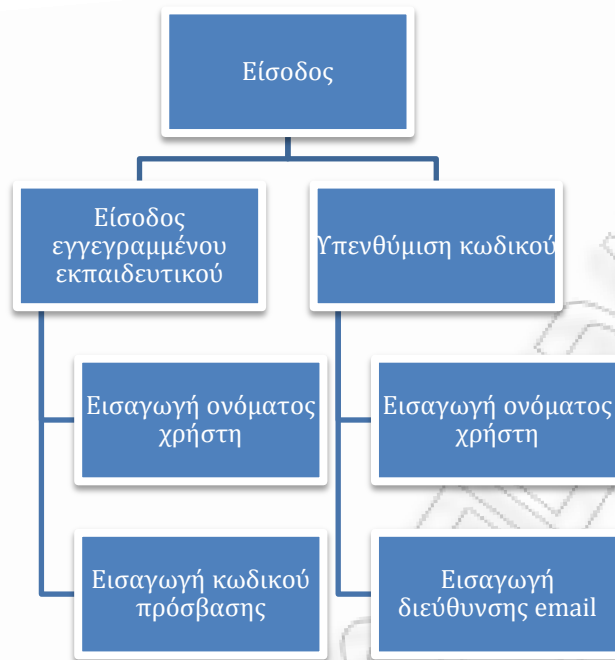 Είσοδος
Είσοδος
εγγεγραμμένου
εκπαιδευτικού
Υπενθύμιση κωδικού
Εισαγωγή ονόματος
χρήστη
Εισαγωγή ονόματος
χρήστη
Εισαγωγή κωδικού
πρόσβασης
Εισαγωγή
διεύθυνσης email